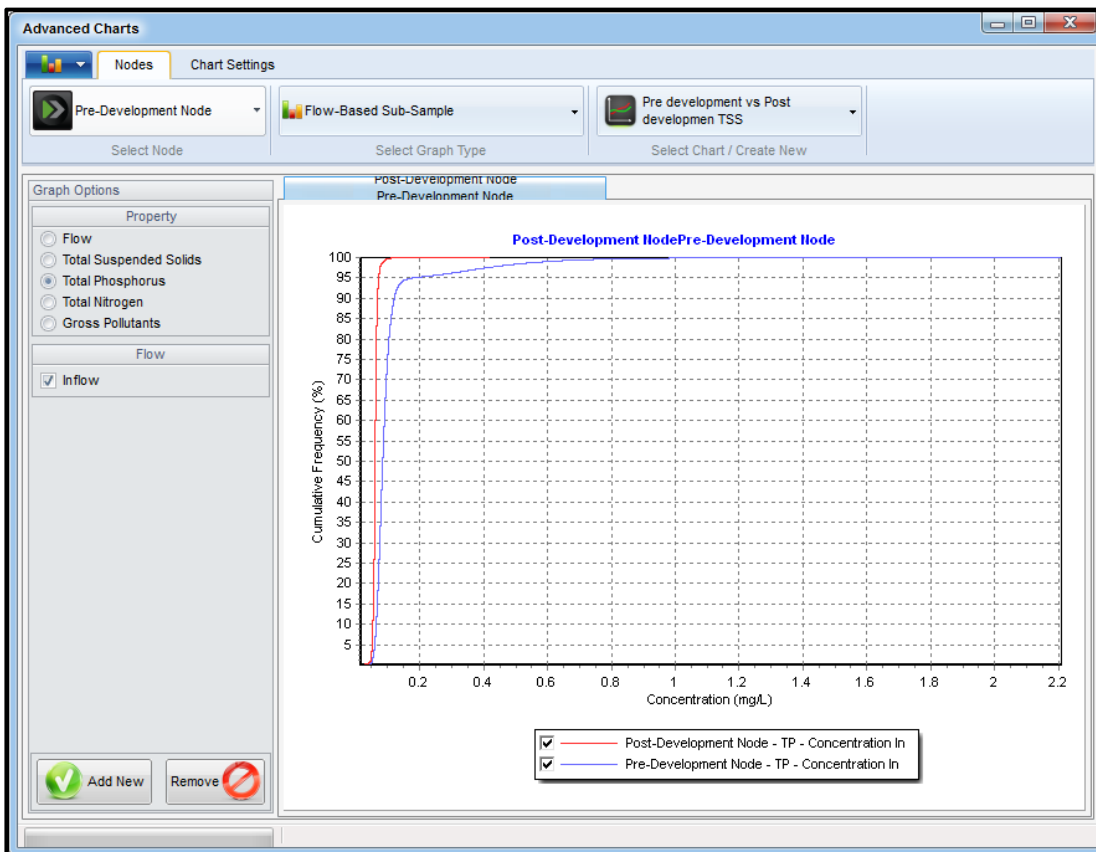 Advanced Charts
Nodes
Chart Settings
Pre-Development Node
Flow-Based Sub-Sample
Pre development vs Post
developmen TSS
Select Node
Select Graph Type
Select Chart / Create New
Graph Options
Property
Flow
Total Suspended Solids
Total Phosphorus
Total Nitrogen
Gross Pollutants
Flow
Inflow
Add New
Remove
Post-Development Node
Pre-Development Node
Post-Development NodePre-Development Node
Cumulative Frequency (%)
100
95
90
85
80
75
70
65
60
55
50
45
40
35
30
25
20
15
10
5
0.2 0.4 0.6 0.8 1 1.2 1.4 1.6 1.8 2 2.2
Concentration (mg/L)
Post-Development Node - TP - Concentration In
Pre-Development Node - TP - Concentration In